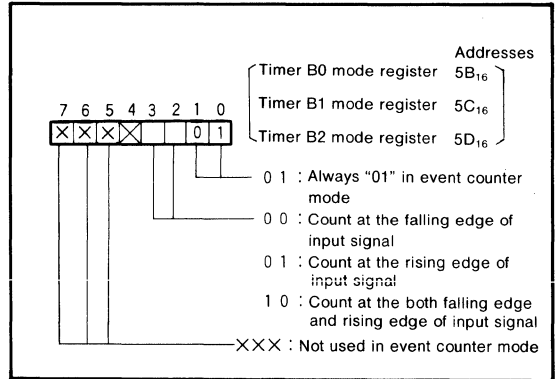 Addresses
Timer B0 mode register 5B₁₆
Timer B1 mode register 5C₁₆
Timer B2 mode register 5D₁₆
7 6 5 4 3 2 1 0
× × × × 0 1
0 1 : Always "01" in event counter
mode
0 0 : Count at the falling edge of
input signal
0 1 : Count at the rising edge of
input signal
1 0 : Count at the both falling edge
and rising edge of input signal
××× : Not used in event counter mode